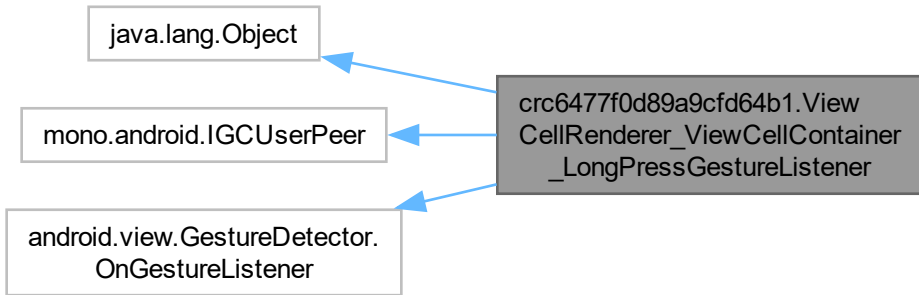 java.lang.Object
mono.android.IGCUserPeer
android.view.GestureDetector.
OnGestureListener
crc6477f0d89a9cfd64b1.View
CellRenderer_ViewCellContainer
_LongPressGestureListener